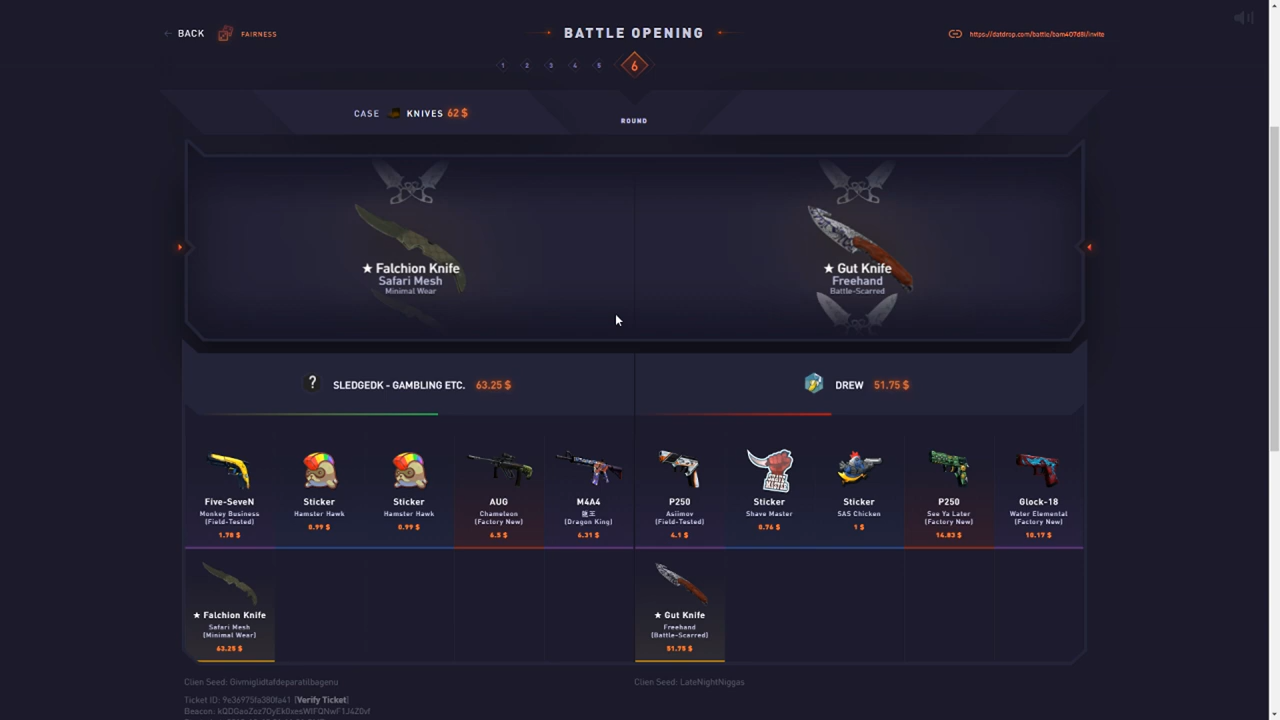 ← BACK
FAIRNESS
BATTLE OPENING
1 2 3 4 5 6
CASE KNIVES 62 $
ROUND
★ Falchion Knife
Safari Mesh
Minimal Wear
★ Gut Knife
Freehand
Battle-Scarred
? SLEDGEDK - GAMBLING ETC. 63.25 $
DREW 51.75 $
Five-SeveN
Monkey Business
(Field-Tested)
1.78 $
Sticker
Hamster Hawk
0.99 $
Sticker
Hamster Hawk
0.99 $
AUG
Chameleon
(Factory New)
6.5 $
M4A4
龍王
(Dragon King)
6.31 $
P250
Asiimov
(Field-Tested)
4.1 $
Sticker
Shave Master
0.76 $
Sticker
SAS Chicken
1 $
P250
See Ya Later
(Factory New)
14.83 $
Glock-18
Water Elemental
(Factory New)
10.17 $
★ Falchion Knife
Safari Mesh
(Minimal Wear)
63.25 $
★ Gut Knife
Freehand
(Battle-Scarred)
51.75 $
Clien Seed: Givmiglidtafdeparatilbagenu
Clien Seed: LateNightNiggas
Ticket ID: 9e36975fa380fa41 [Verify Ticket]